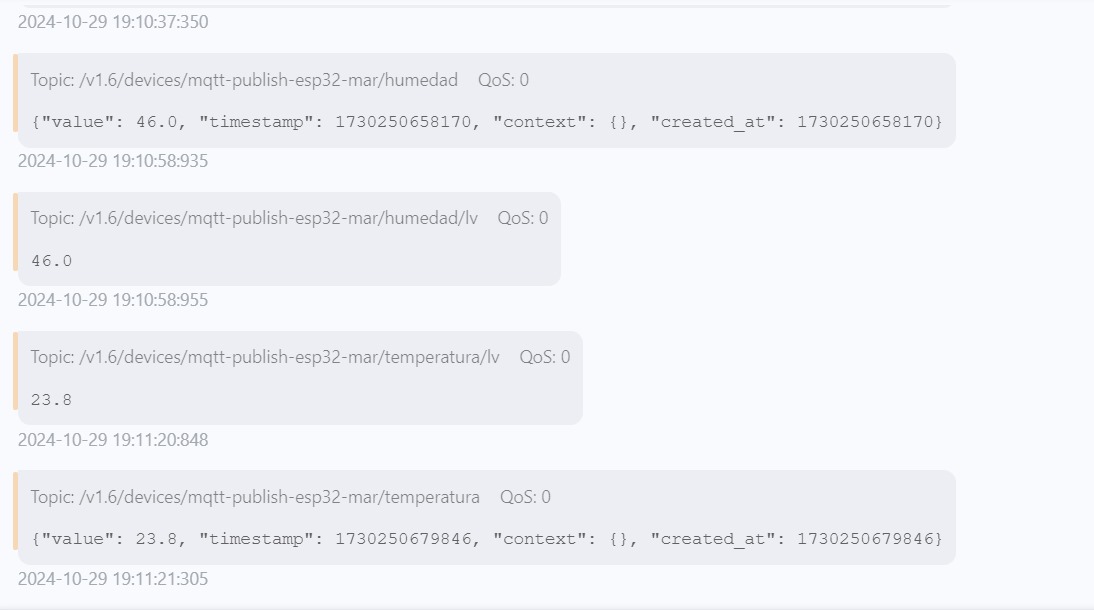 2024-10-29 19:10:37:350
Topic: /v1.6/devices/mqtt-publish-esp32-mar/humedad QoS: 0
{"value": 46.0, "timestamp": 1730250658170, "context": {}, "created_at": 1730250658170}
2024-10-29 19:10:58:935
Topic: /v1.6/devices/mqtt-publish-esp32-mar/humedad/lv QoS: 0
46.0
2024-10-29 19:10:58:955
Topic: /v1.6/devices/mqtt-publish-esp32-mar/temperatura/lv QoS: 0
23.8
2024-10-29 19:11:20:848
Topic: /v1.6/devices/mqtt-publish-esp32-mar/temperatura QoS: 0
{"value": 23.8, "timestamp": 1730250679846, "context": {}, "created_at": 1730250679846}
2024-10-29 19:11:21:305